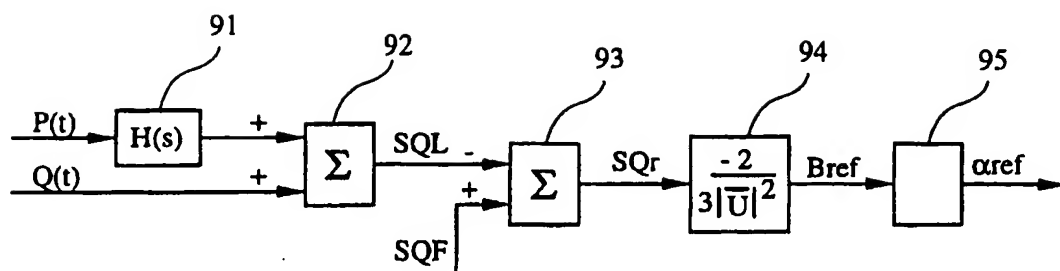 91
92
93
94
95
P(t)
H(s)
+
Q(t)
+
Σ
SQL
-
+
SQF
Σ
SQr
-2
3|U̅|²
Bref
αref